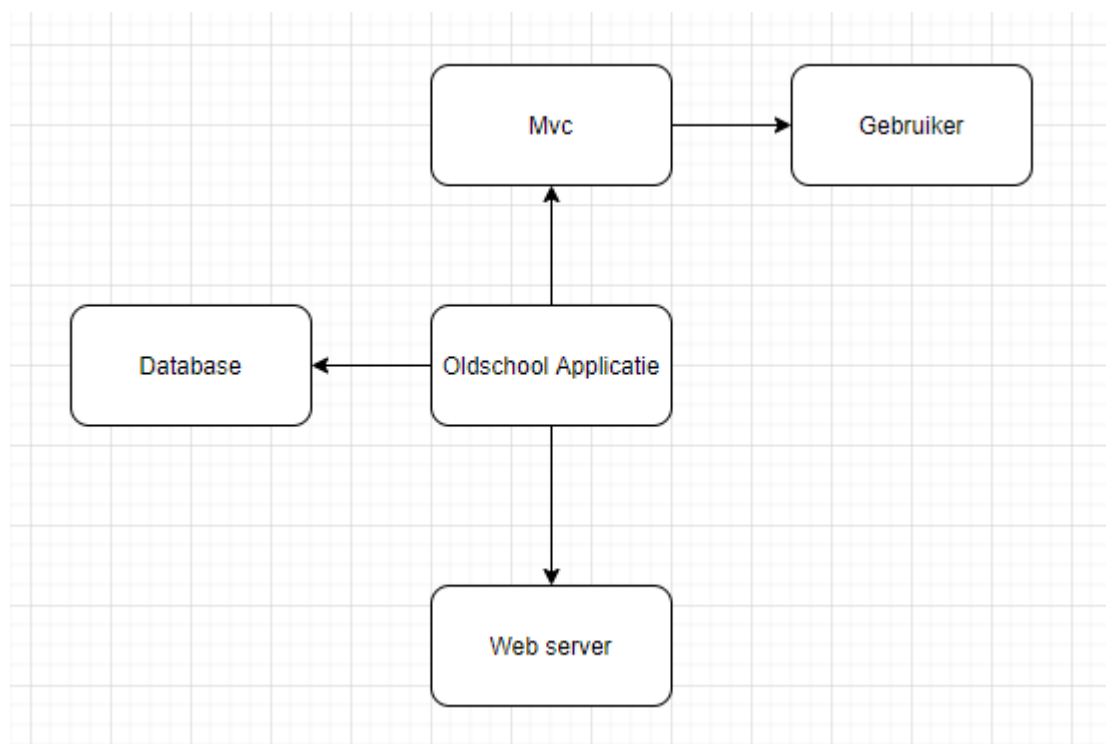 Mvc
Gebruiker
Database
Oldschool Applicatie
Web server